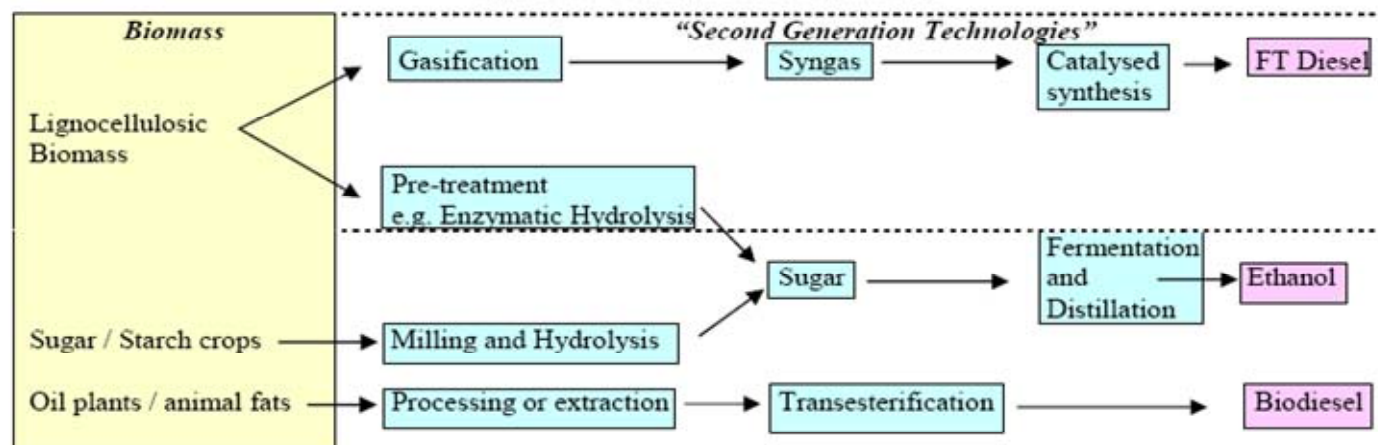 Biomass
“Second Generation Technologies”
Gasification
Syngas
Catalysed
synthesis
FT Diesel
Lignocellulosic
Biomass
Pre-treatment
e.g. Enzymatic Hydrolysis
Sugar
Fermentation
and
Distillation
Ethanol
Sugar / Starch crops
Milling and Hydrolysis
Oil plants / animal fats
Processing or extraction
Transesterification
Biodiesel